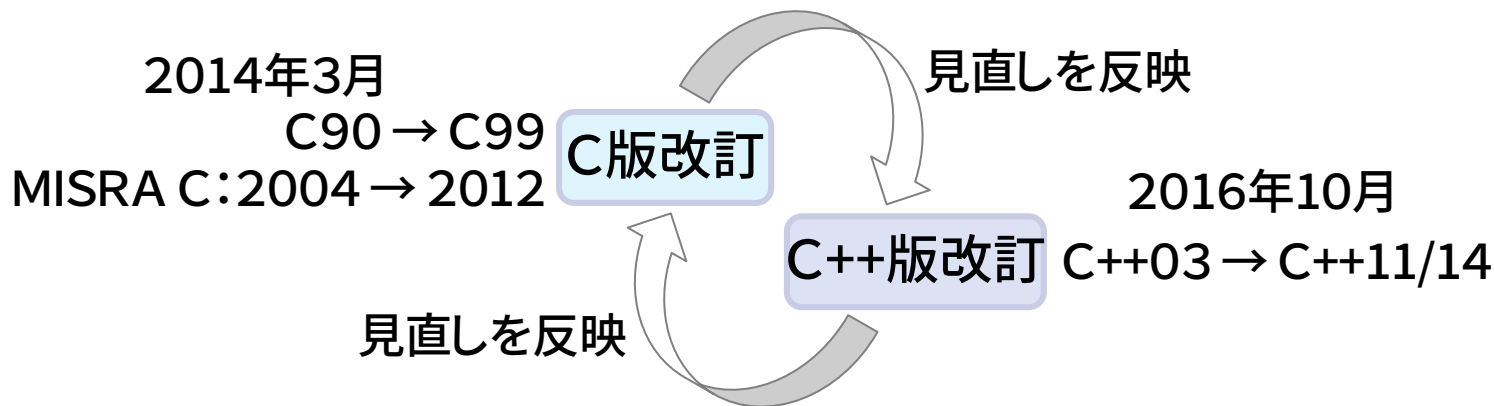 2014年3月
C90 → C99
MISRA C：2004 → 2012
C版改訂
見直しを反映
2016年10月
C++版改訂
C++03 → C++11/14
見直しを反映